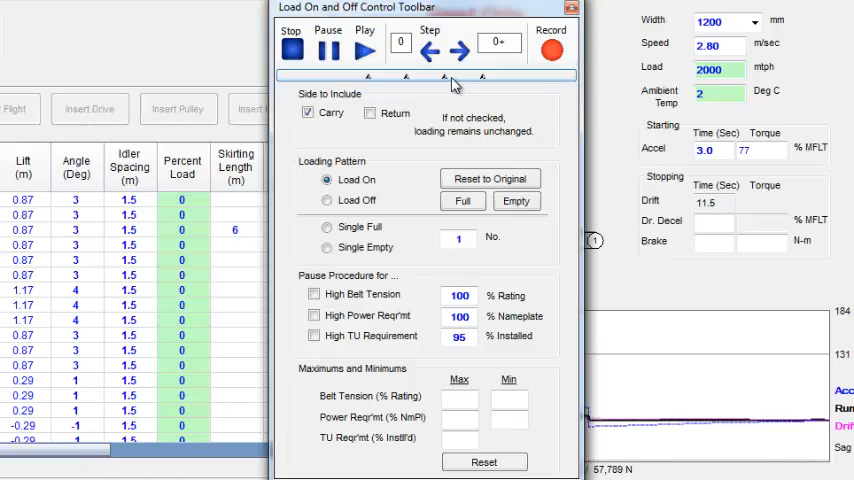 Load On and Off Control Toolbar
Stop Pause Play Step Record
0 0+
Side to Include
Carry Return If not checked,
loading remains unchanged.
Loading Pattern
Load On Reset to Original
Load Off Full Empty
Single Full
1 No.
Single Empty
Pause Procedure for ...
High Belt Tension 100 % Rating
High Power Reqr'mt 100 % Nameplate
High TU Requirement 95 % Installed
Maximums and Minimums
Max Min
Belt Tension (% Rating)
Power Req'mt (% NmPl)
TU Reqr'mt (% Instll'd)
Reset
Flight Insert Drive Insert Pulley Insert
Lift (m) Angle (Deg) Idler Spacing (m) Percent Load Skirting Length (m)
0.87 3 1.5 0
0.87 3 1.5 0
0.87 3 1.5 0 6
0.87 3 1.5 0
1.17 4 1.5 0
1.17 4 1.5 0
1.17 4 1.5 0
0.87 3 1.5 0
0.87 3 1.5 0
0.87 3 1.5 0
0.87 3 1.5 0
0.29 1 1.5 0
0.29 1 1.5 0
0.29 1 1.5 0
-0.29 -1 1.5 0
-0.29 -1 1.5 0
Width 1200 mm
Speed 2.80 m/sec
Load 2000 mtph
Ambient Temp 2 Deg C
Starting
Time (Sec) Torque
Accel 3.0 77 % MFLT
Stopping
Time (Sec) Torque
Drift 11.5
Dr. Decel % MFLT
Brake N-m
1
184
131
Acc
Run
Drif
Sag
57,789 N